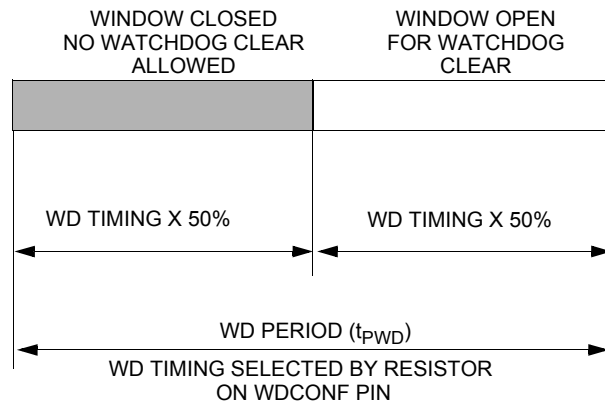 WINDOW CLOSED
NO WATCHDOG CLEAR
ALLOWED
WINDOW OPEN
FOR WATCHDOG
CLEAR
WD TIMING X 50%
WD TIMING X 50%
WD PERIOD (tPWD)
WD TIMING SELECTED BY RESISTOR
ON WDCONF PIN